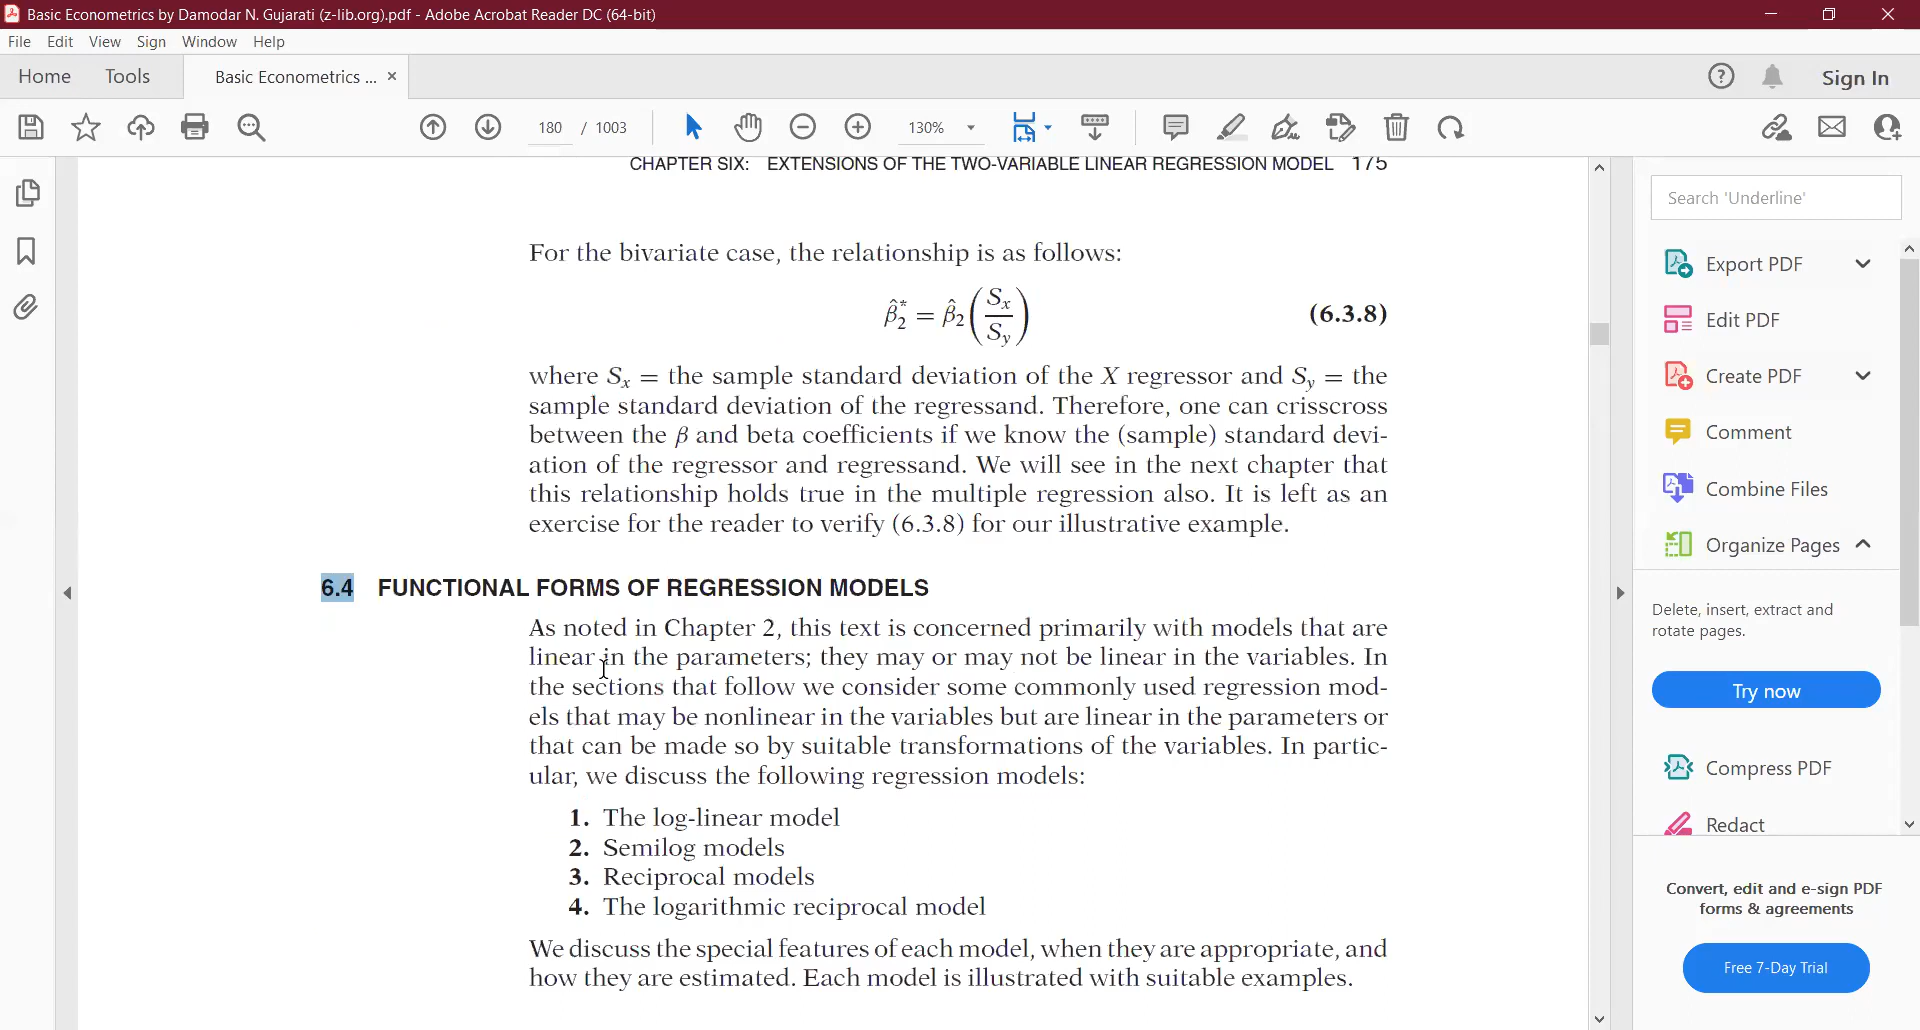 Basic Econometrics by Damodar N. Gujarati (z-lib.org).pdf - Adobe Acrobat Reader DC (64-bit)
File Edit View Sign Window Help
Home Tools Basic Econometrics ... × Sign In
180 / 1003 130%
CHAPTER SIX: EXTENSIONS OF THE TWO-VARIABLE LINEAR REGRESSION MODEL 175
For the bivariate case, the relationship is as follows:
β̂₂* = β̂₂(Sx/Sy) (6.3.8)
where Sx = the sample standard deviation of the X regressor and Sy = the
sample standard deviation of the regressand. Therefore, one can crisscross
between the β and beta coefficients if we know the (sample) standard devi-
ation of the regressor and regressand. We will see in the next chapter that
this relationship holds true in the multiple regression also. It is left as an
exercise for the reader to verify (6.3.8) for our illustrative example.
6.4 FUNCTIONAL FORMS OF REGRESSION MODELS
As noted in Chapter 2, this text is concerned primarily with models that are
linear in the parameters; they may or may not be linear in the variables. In
the sections that follow we consider some commonly used regression mod-
els that may be nonlinear in the variables but are linear in the parameters or
that can be made so by suitable transformations of the variables. In partic-
ular, we discuss the following regression models:
1. The log-linear model
2. Semilog models
3. Reciprocal models
4. The logarithmic reciprocal model
We discuss the special features of each model, when they are appropriate, and
how they are estimated. Each model is illustrated with suitable examples.
Search 'Underline'
Export PDF
Edit PDF
Create PDF
Comment
Combine Files
Organize Pages
Delete, insert, extract and
rotate pages.
Try now
Compress PDF
Redact
Convert, edit and e-sign PDF
forms & agreements
Free 7-Day Trial